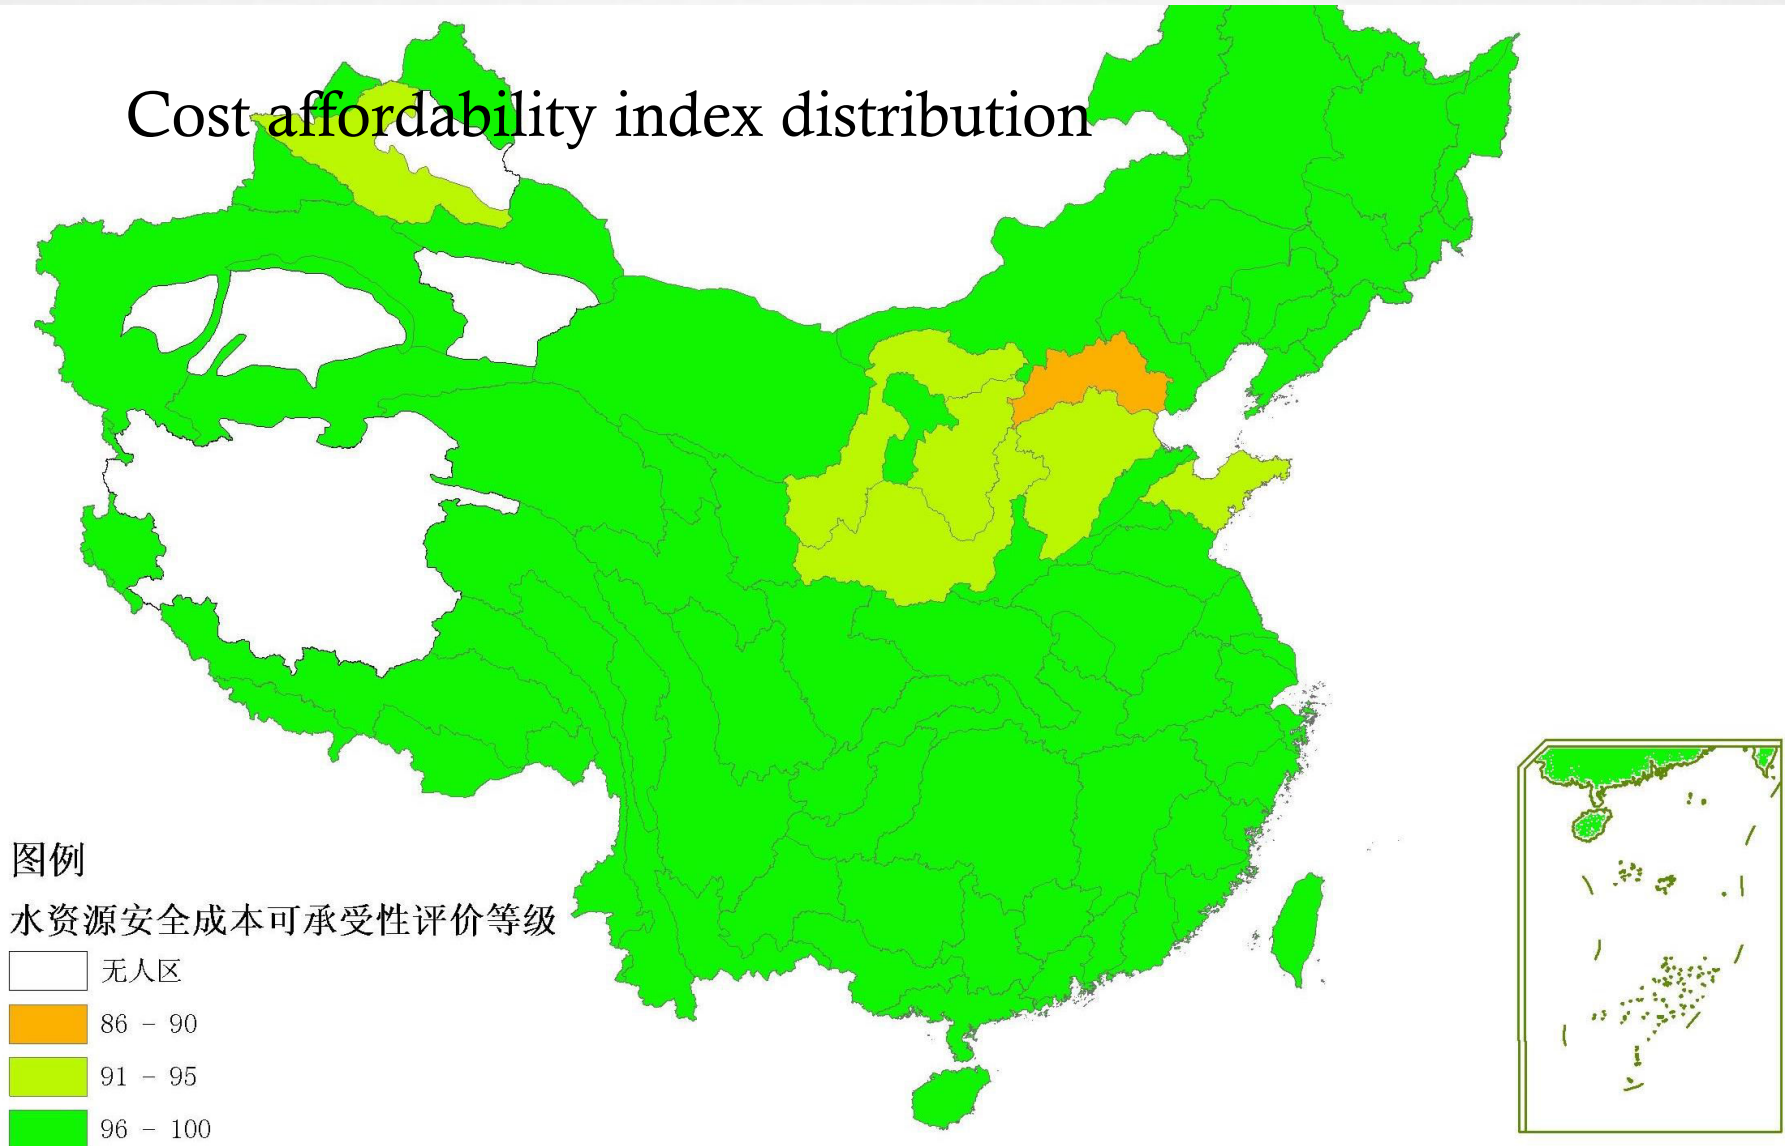 Cost affordability index distribution
图例
水资源安全成本可承受性评价等级
无人区
86 - 90
91 - 95
96 - 100